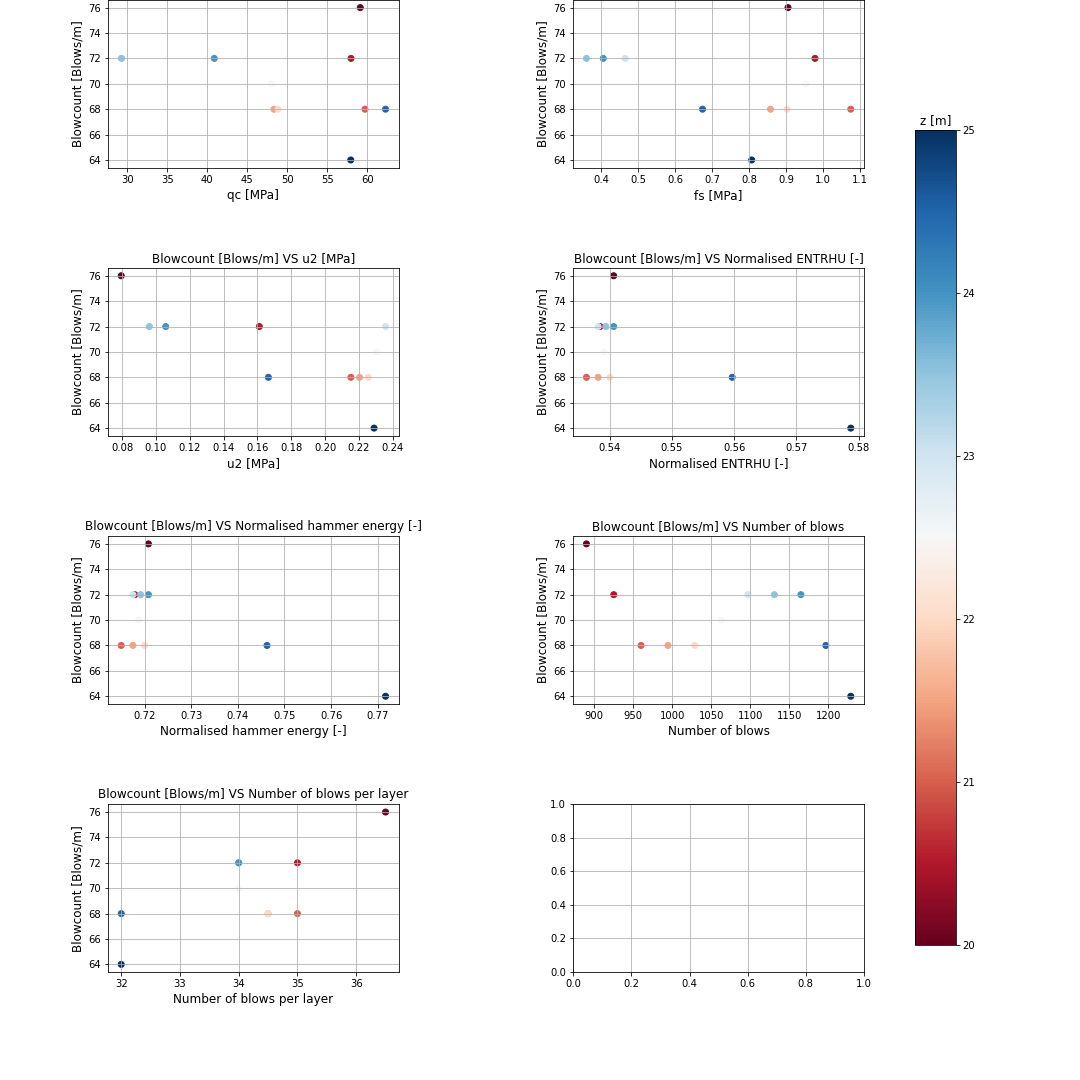 76
74
72
70
68
66
64
Blowcount [Blows/m]
30 35 40 45 50 55 60
qc [MPa]
76
74
72
70
68
66
64
Blowcount [Blows/m]
0.4 0.5 0.6 0.7 0.8 0.9 1.0 1.1
fs [MPa]
z [m]
25
24
23
22
21
20
Blowcount [Blows/m] VS u2 [MPa]
76
74
72
70
68
66
64
Blowcount [Blows/m]
0.08 0.10 0.12 0.14 0.16 0.18 0.20 0.22 0.24
u2 [MPa]
Blowcount [Blows/m] VS Normalised ENTRHU [-]
76
74
72
70
68
66
64
Blowcount [Blows/m]
0.54 0.55 0.56 0.57 0.58
Normalised ENTRHU [-]
Blowcount [Blows/m] VS Normalised hammer energy [-]
76
74
72
70
68
66
64
Blowcount [Blows/m]
0.72 0.73 0.74 0.75 0.76 0.77
Normalised hammer energy [-]
Blowcount [Blows/m] VS Number of blows
76
74
72
70
68
66
64
Blowcount [Blows/m]
900 950 1000 1050 1100 1150 1200
Number of blows
Blowcount [Blows/m] VS Number of blows per layer
76
74
72
70
68
66
64
Blowcount [Blows/m]
32 33 34 35 36
Number of blows per layer
1.0
0.8
0.6
0.4
0.2
0.0
0.0 0.2 0.4 0.6 0.8 1.0